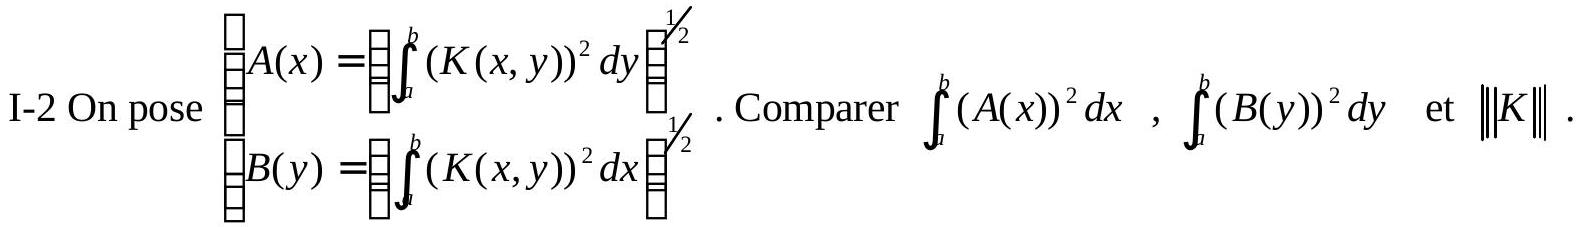 I-2 On pose { A(x) = ( ∫_a^b (K(x, y))² dy )^{1/2} . Comparer ∫_a^b (A(x))² dx , ∫_a^b (B(y))² dy et |||K||| .
B(y) = ( ∫_a^b (K(x, y))² dx )^{1/2}